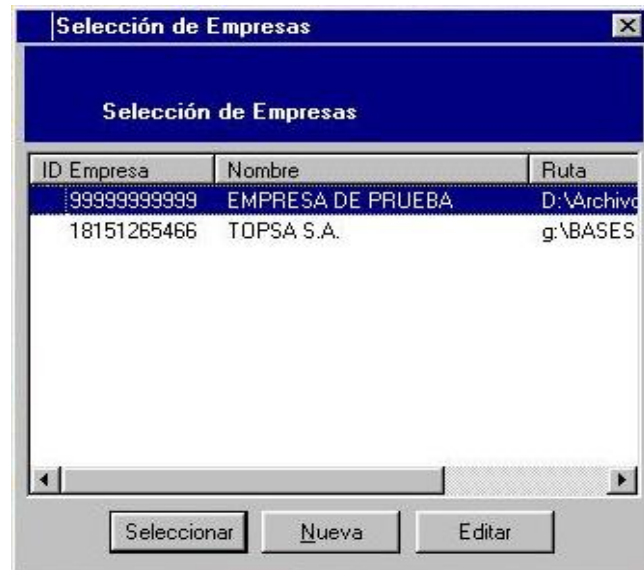 Selección de Empresas
Selección de Empresas
ID Empresa Nombre Ruta
99999999999 EMPRESA DE PRUEBA D:\Archivo
18151265466 TOPSA S.A. g:\BASES
Seleccionar Nueva Editar